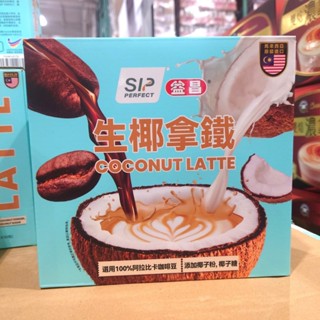 SIP
PERFECT
益昌
生椰拿鐵
COCONUT LATTE
選用100%阿拉比卡咖啡豆
添加椰子粉, 椰子糖
LATTE